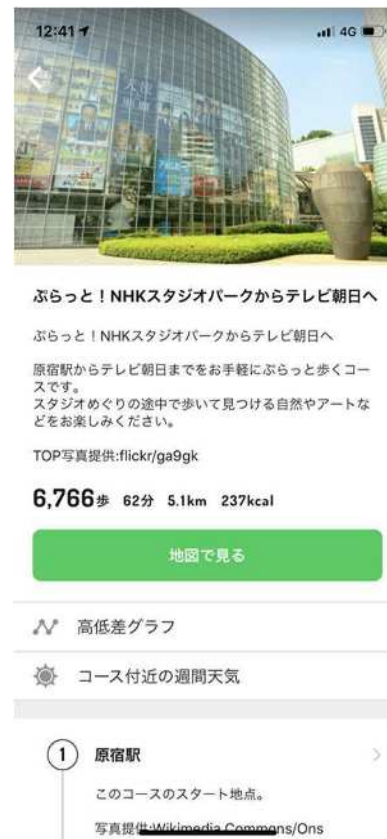 12:41
4G
ぷらっと！NHKスタジオパークからテレビ朝日へ
ぷらっと！NHKスタジオパークからテレビ朝日へ
原宿駅からテレビ朝日までをお手軽にぷらっと歩くコー
スです。
スタジオめぐりの途中で歩いて見つける自然やアートな
どをお楽しみください。
TOP写真提供:flickr/ga9gk
6,766歩 62分 5.1km 237kcal
地図で見る
高低差グラフ
コース付近の週間天気
1 原宿駅
このコースのスタート地点。
写真提供:Wikimedia Commons/Ons